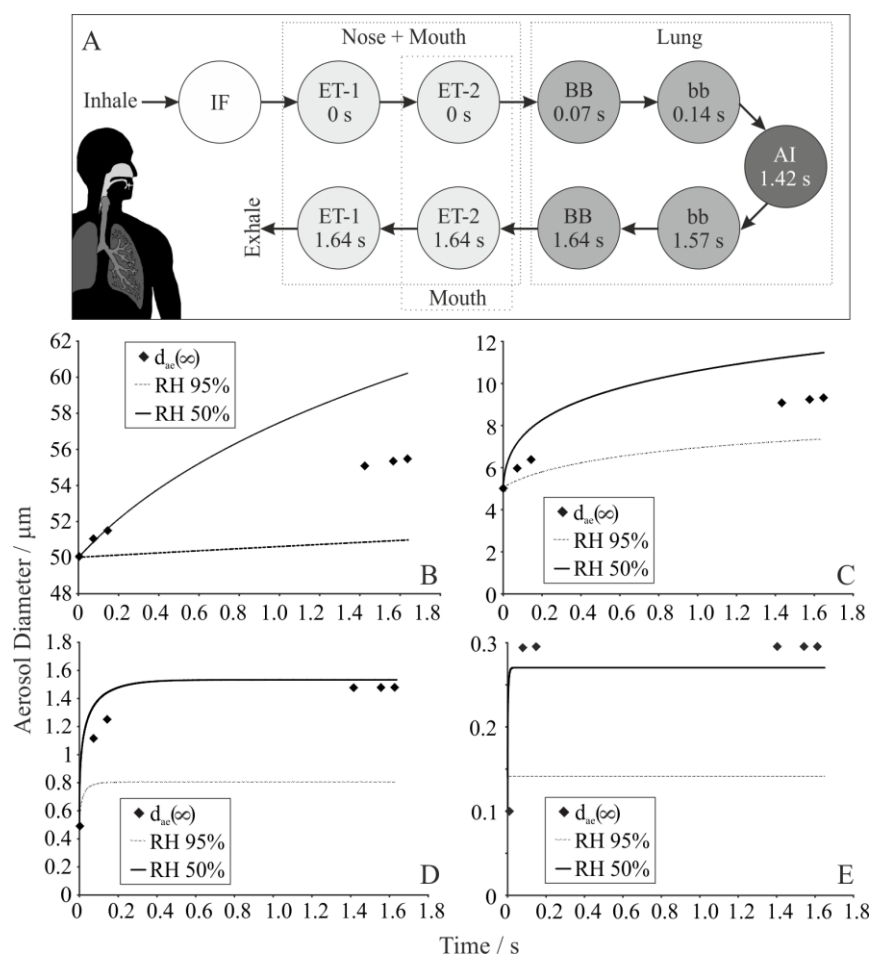 A
Nose + Mouth
Lung
Inhale
IF
ET-1
0 s
ET-2
0 s
BB
0.07 s
bb
0.14 s
AI
1.42 s
Exhale
ET-1
1.64 s
ET-2
1.64 s
BB
1.64 s
bb
1.57 s
Mouth
Aerosol Diameter / µm
62
60
58
56
54
52
50
48
46
44
dae(∞)
RH 95%
RH 50%
B
0 0.2 0.4 0.6 0.8 1.0 1.2 1.4 1.6 1.8
12
10
8
6
4
2
0
dae(∞)
RH 95%
RH 50%
C
0 0.2 0.4 0.6 0.8 1.0 1.2 1.4 1.6 1.8
1.8
1.6
1.4
1.2
1
0.8
0.6
0.4
0.2
0
dae(∞)
RH 95%
RH 50%
D
0 0.2 0.4 0.6 0.8 1.0 1.2 1.4 1.6 1.8
0.3
0.2
0.1
0
dae(∞)
RH 95%
RH 50%
E
0 0.2 0.4 0.6 0.8 1.0 1.2 1.4 1.6 1.8
Time / s